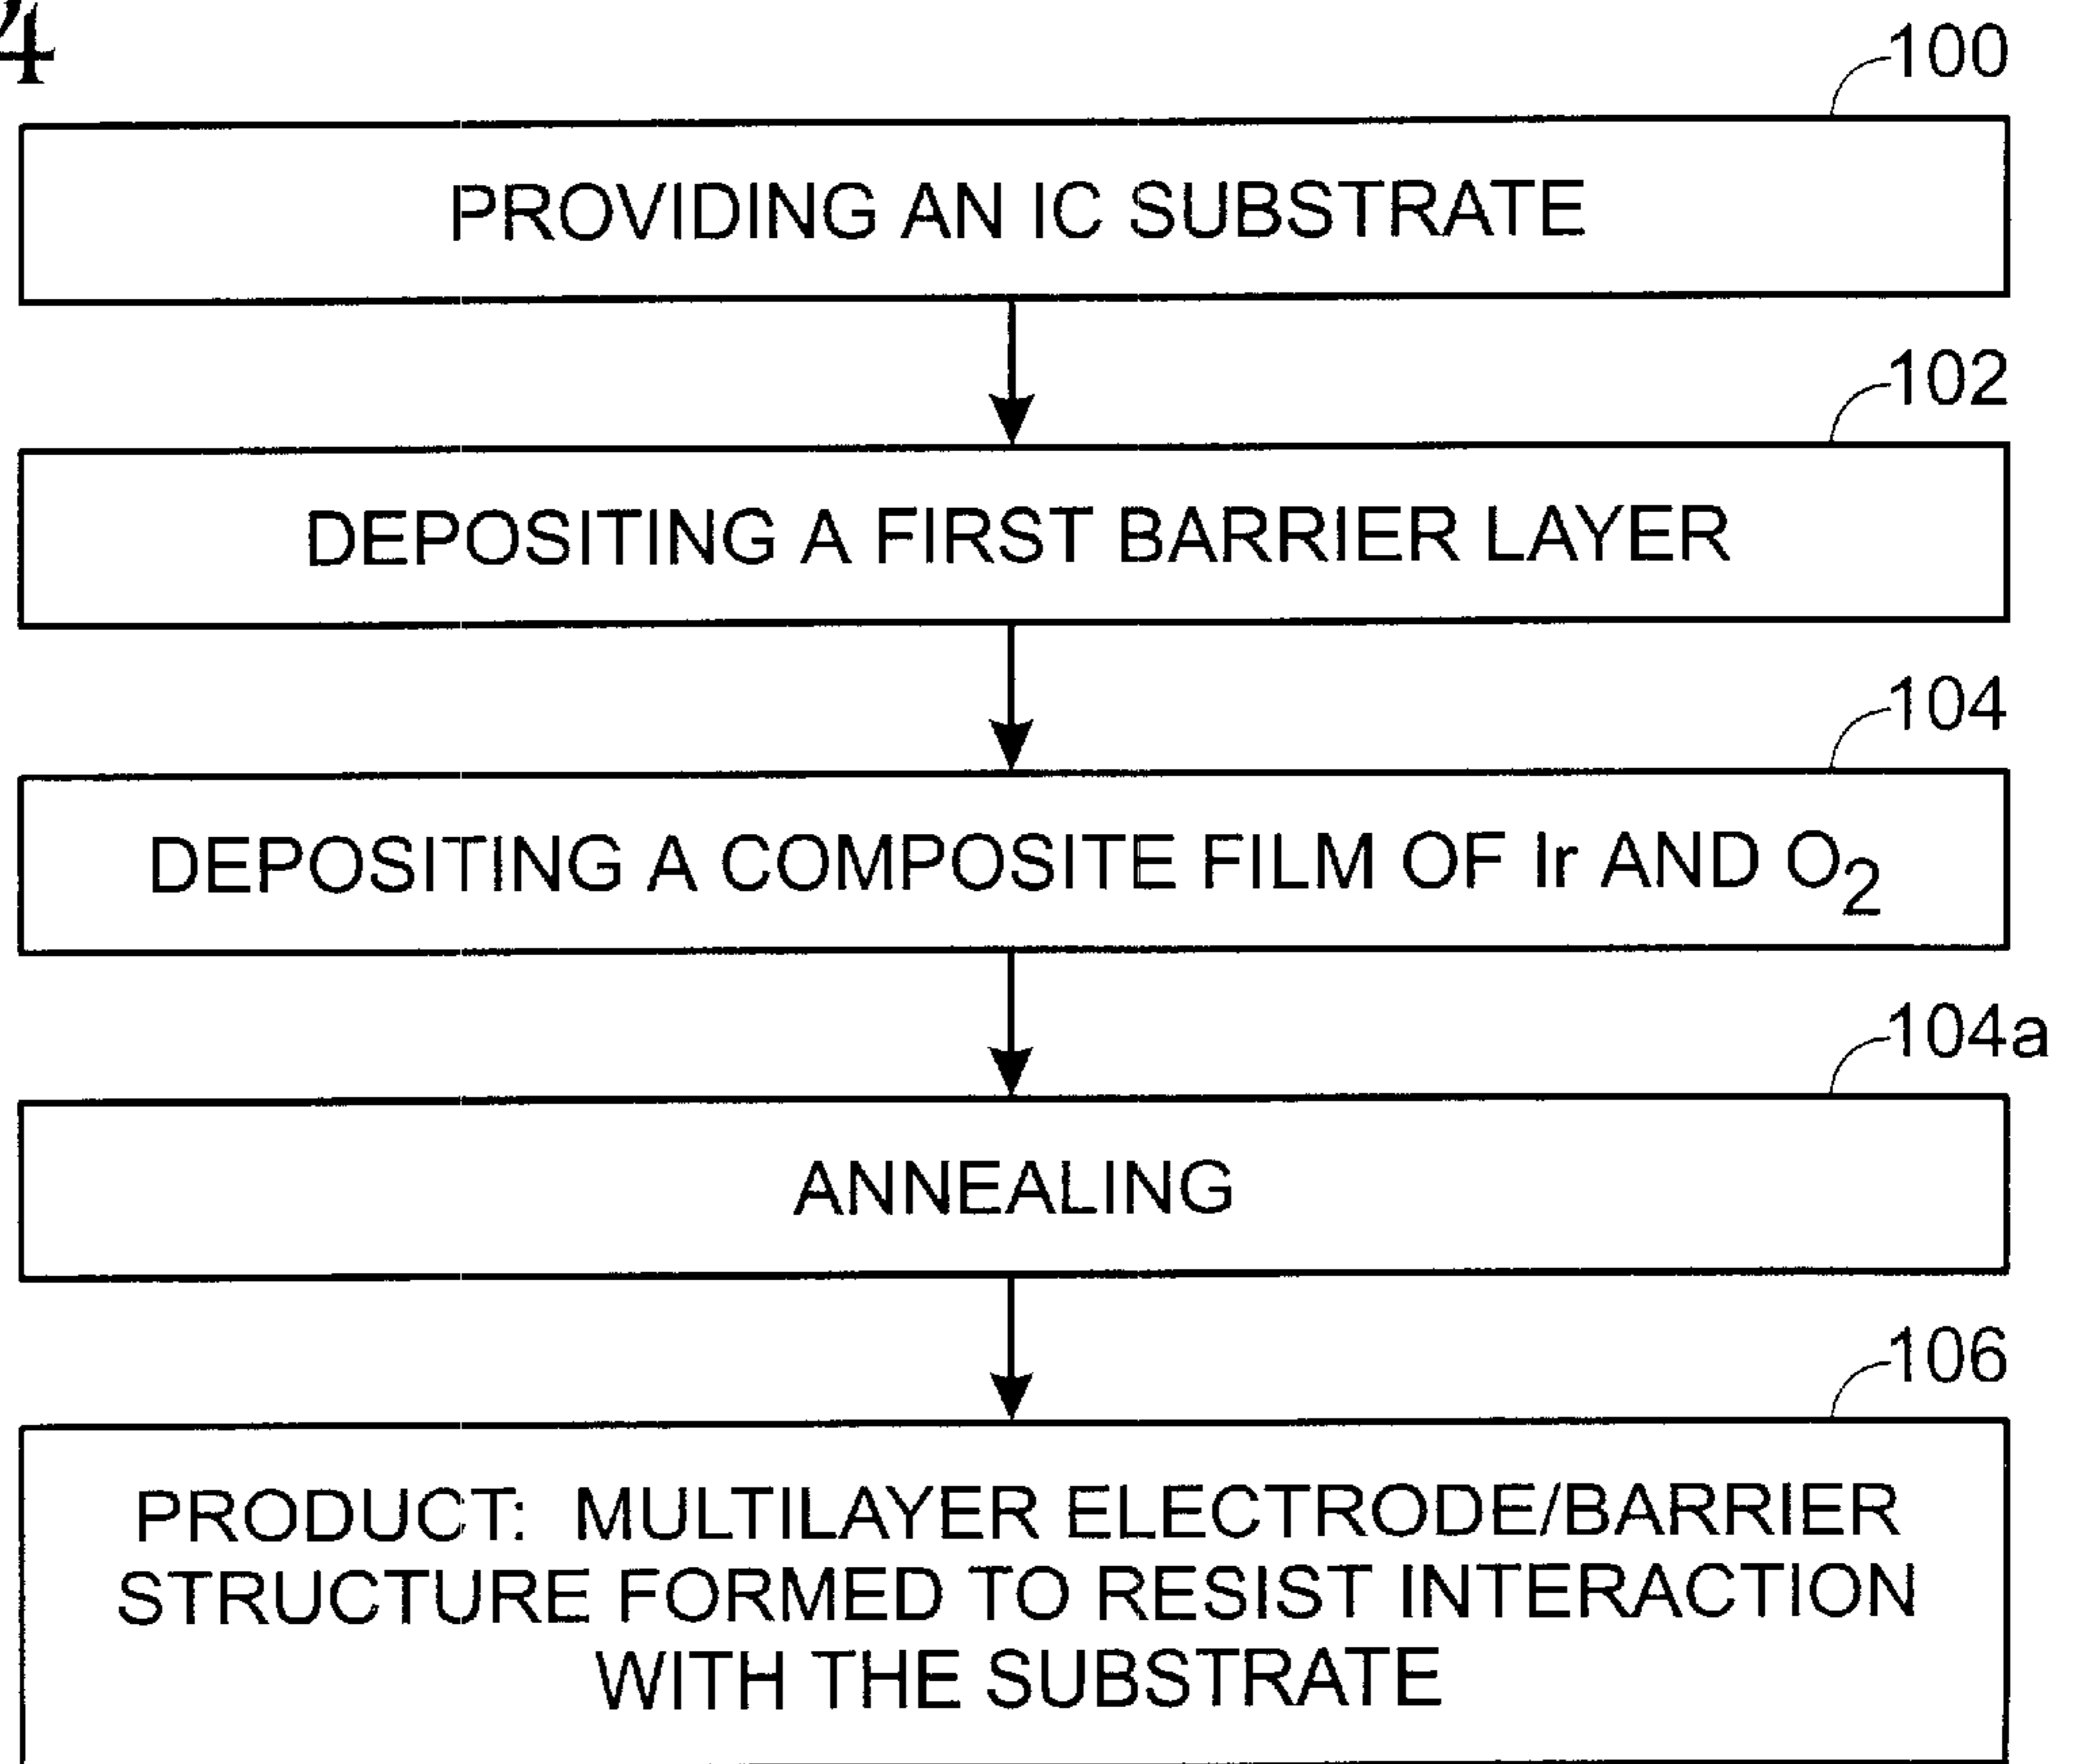 4
100
PROVIDING AN IC SUBSTRATE
102
DEPOSITING A FIRST BARRIER LAYER
104
DEPOSITING A COMPOSITE FILM OF Ir AND O2
104a
ANNEALING
106
PRODUCT: MULTILAYER ELECTRODE/BARRIER
STRUCTURE FORMED TO RESIST INTERACTION
WITH THE SUBSTRATE